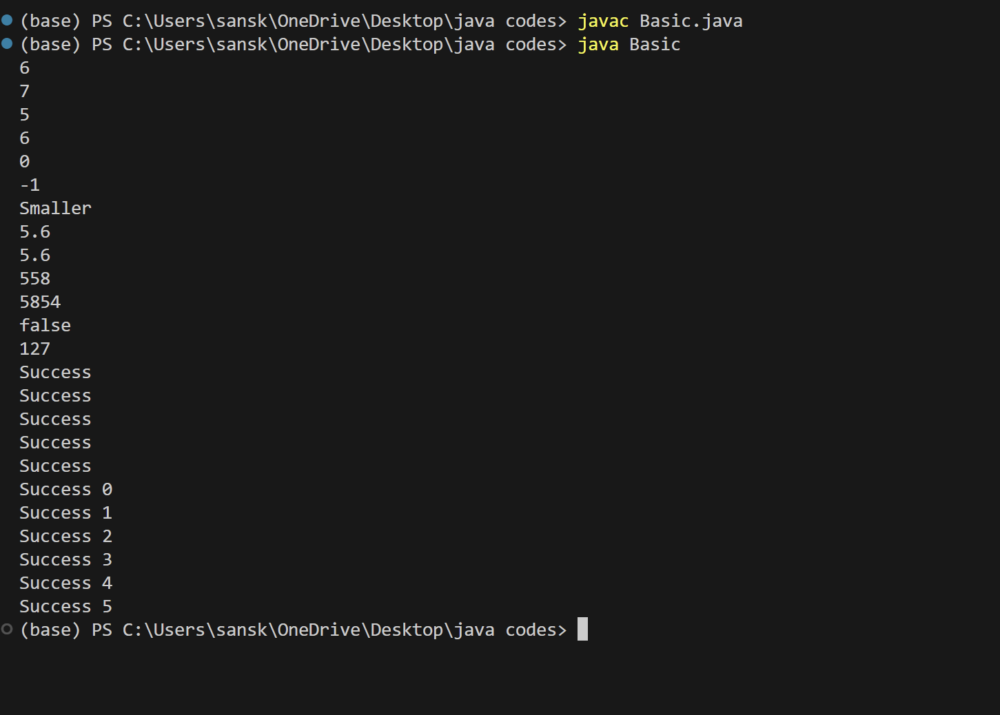 (base) PS C:\Users\sansk\OneDrive\Desktop\java codes> javac Basic.java
(base) PS C:\Users\sansk\OneDrive\Desktop\java codes> java Basic
6
7
5
6
0
-1
Smaller
5.6
5.6
558
5854
false
127
Success
Success
Success
Success
Success
Success 0
Success 1
Success 2
Success 3
Success 4
Success 5
(base) PS C:\Users\sansk\OneDrive\Desktop\java codes>